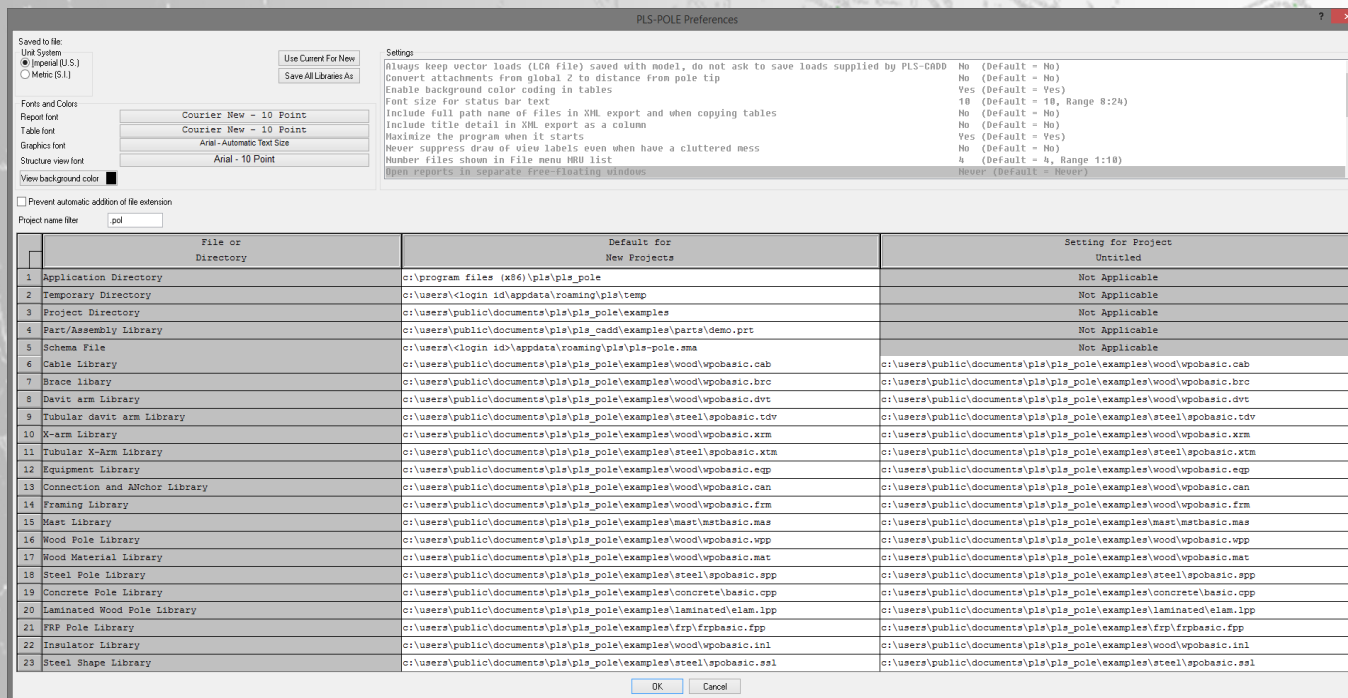 PLS-POLE Preferences
?
Saved to file:
Unit System
Imperial (U.S.)
Metric (S.I.)
Use Current For New
Save All Libraries As
Fonts and Colors
Report font Courier New - 10 Point
Table font Courier New - 10 Point
Graphics font Arial - Automatic Text Size
Structure view font Arial - 10 Point
View background color
Settings
Always keep vector loads (LCA file) saved with model, do not ask to save loads supplied by PLS-CADD No (Default = No)
Convert attachments from global Z to distance from pole tip No (Default = No)
Enable background color coding in tables Yes (Default = Yes)
Font size for status bar text 10 (Default = 10, Range 8:24)
Include full path name of files in XML export and when copying tables No (Default = No)
Include title detail in XML export as a column No (Default = No)
Maximize the program when it starts Yes (Default = Yes)
Never suppress draw of view labels even when have a cluttered mess No (Default = No)
Number files shown in File menu MRU list 4 (Default = 4, Range 1:10)
Open reports in separate free-floating windows Never (Default = Never)
Prevent automatic addition of file extension
Project name filter .pol
File or Default for Setting for Project
Directory New Projects Untitled
1 Application Directory c:\program files (x86)\pls\pls_pole Not Applicable
2 Temporary Directory c:\users\<login id\appdata\roaming\pls\temp Not Applicable
3 Project Directory c:\users\public\documents\pls\pls_pole\examples Not Applicable
4 Part/Assembly Library c:\users\public\documents\pls\pls_cadd\examples\parts\demo.prt Not Applicable
5 Schema File c:\users\<login id>\appdata\roaming\pls\pls-pole.sma Not Applicable
6 Cable Library c:\users\public\documents\pls\pls_pole\examples\wood\wpobasic.cab c:\users\public\documents\pls\pls_pole\examples\wood\wpobasic.cab
7 Brace libary c:\users\public\documents\pls\pls_pole\examples\wood\wpobasic.brc c:\users\public\documents\pls\pls_pole\examples\wood\wpobasic.brc
8 Davit arm Library c:\users\public\documents\pls\pls_pole\examples\wood\wpobasic.dvt c:\users\public\documents\pls\pls_pole\examples\wood\wpobasic.dvt
9 Tubular davit arm Library c:\users\public\documents\pls\pls_pole\examples\steel\spobasic.tdv c:\users\public\documents\pls\pls_pole\examples\steel\spobasic.tdv
10 X-arm Library c:\users\public\documents\pls\pls_pole\examples\wood\wpobasic.xrm c:\users\public\documents\pls\pls_pole\examples\wood\wpobasic.xrm
11 Tubular X-Arm Library c:\users\public\documents\pls\pls_pole\examples\steel\spobasic.xtm c:\users\public\documents\pls\pls_pole\examples\steel\spobasic.xtm
12 Equipment Library c:\users\public\documents\pls\pls_pole\examples\wood\wpobasic.eqp c:\users\public\documents\pls\pls_pole\examples\wood\wpobasic.eqp
13 Connection and ANchor Library c:\users\public\documents\pls\pls_pole\examples\wood\wpobasic.can c:\users\public\documents\pls\pls_pole\examples\wood\wpobasic.can
14 Framing Library c:\users\public\documents\pls\pls_pole\examples\wood\wpobasic.frm c:\users\public\documents\pls\pls_pole\examples\wood\wpobasic.frm
15 Mast Library c:\users\public\documents\pls\pls_pole\examples\mast\mstbasic.mas c:\users\public\documents\pls\pls_pole\examples\mast\mstbasic.mas
16 Wood Pole Library c:\users\public\documents\pls\pls_pole\examples\wood\wpobasic.wpp c:\users\public\documents\pls\pls_pole\examples\wood\wpobasic.wpp
17 Wood Material Library c:\users\public\documents\pls\pls_pole\examples\wood\wpobasic.mat c:\users\public\documents\pls\pls_pole\examples\wood\wpobasic.mat
18 Steel Pole Library c:\users\public\documents\pls\pls_pole\examples\steel\spobasic.spp c:\users\public\documents\pls\pls_pole\examples\steel\spobasic.spp
19 Concrete Pole Library c:\users\public\documents\pls\pls_pole\examples\concrete\basic.cpp c:\users\public\documents\pls\pls_pole\examples\concrete\basic.cpp
20 Laminated Wood Pole Library c:\users\public\documents\pls\pls_pole\examples\laminated\elam.lpp c:\users\public\documents\pls\pls_pole\examples\laminated\elam.lpp
21 FRP Pole Library c:\users\public\documents\pls\pls_pole\examples\frp\frpbasic.fpp c:\users\public\documents\pls\pls_pole\examples\frp\frpbasic.fpp
22 Insulator Library c:\users\public\documents\pls\pls_pole\examples\wood\wpobasic.inl c:\users\public\documents\pls\pls_pole\examples\wood\wpobasic.inl
23 Steel Shape Library c:\users\public\documents\pls\pls_pole\examples\steel\spobasic.ssl c:\users\public\documents\pls\pls_pole\examples\steel\spobasic.ssl
OK Cancel